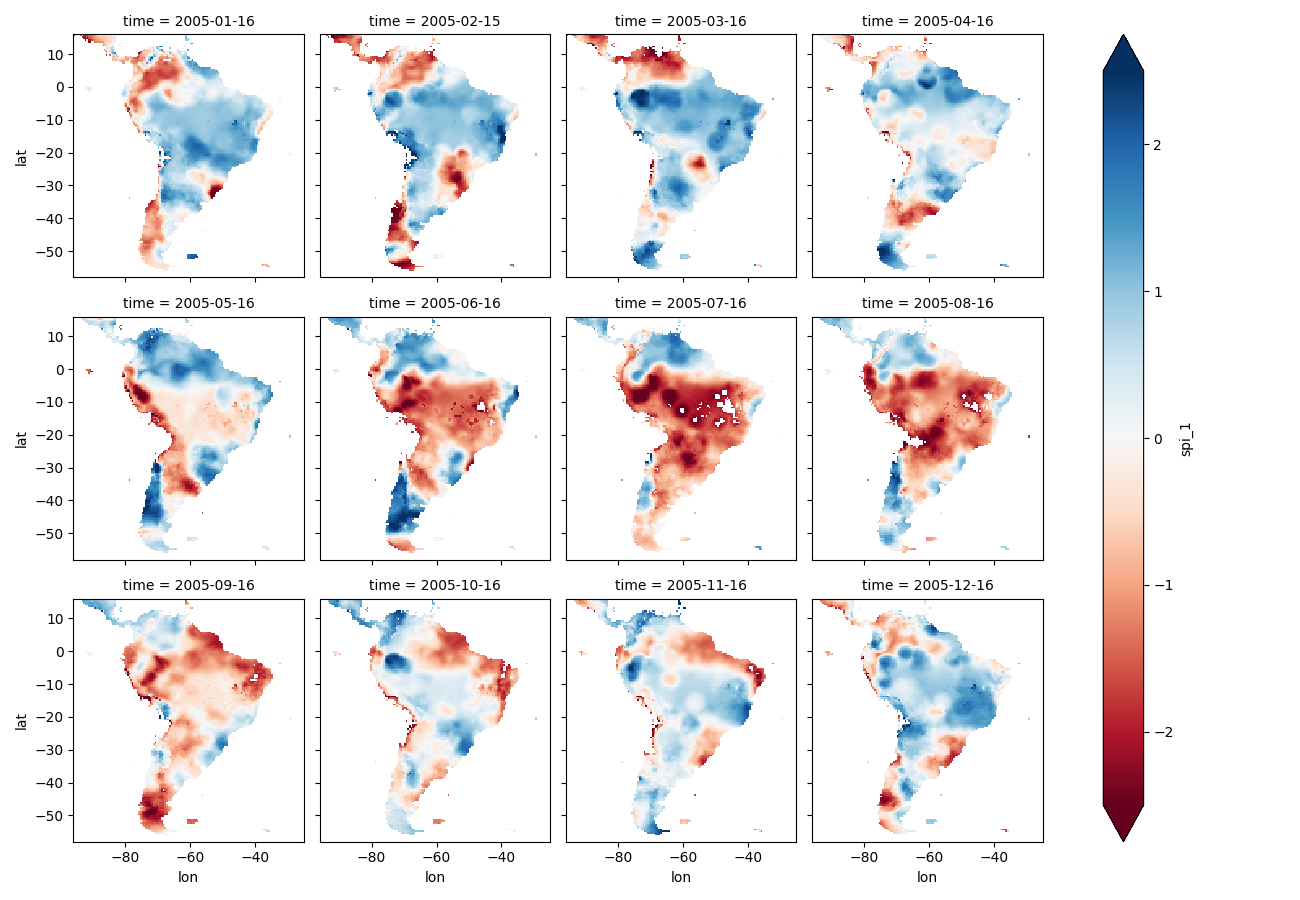 time = 2005-01-16
time = 2005-02-15
time = 2005-03-16
time = 2005-04-16
10
0
−10
−20
−30
−40
−50
lat
time = 2005-05-16
time = 2005-06-16
time = 2005-07-16
time = 2005-08-16
10
0
−10
−20
−30
−40
−50
lat
time = 2005-09-16
time = 2005-10-16
time = 2005-11-16
time = 2005-12-16
10
0
−10
−20
−30
−40
−50
lat
−80
−60
−40
−80
−60
−40
−80
−60
−40
−80
−60
−40
lon
lon
lon
lon
2
1
0
−1
−2
spi_1